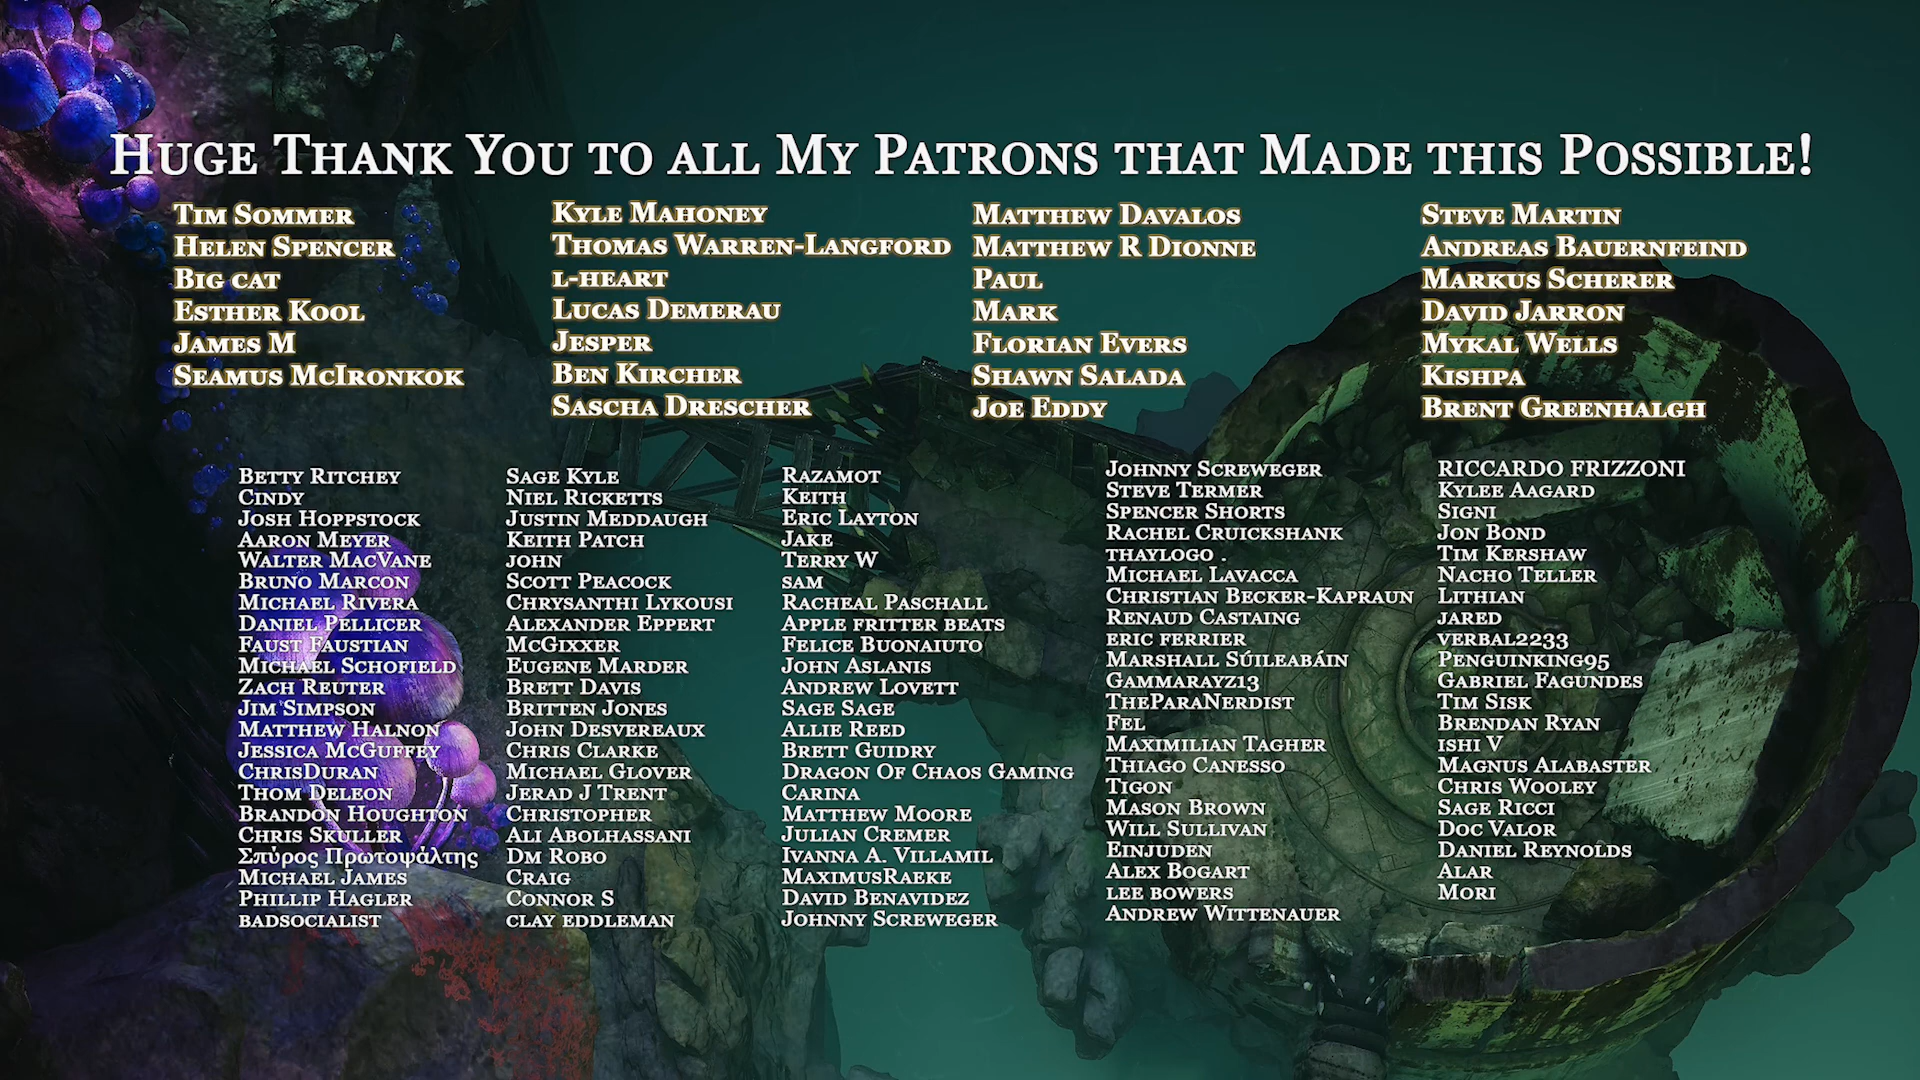 Huge Thank You to all My Patrons that Made this Possible!
Tim Sommer
Helen Spencer
Big cat
Esther Kool
James M
Seamus McIronkok
Kyle Mahoney
Thomas Warren-Langford
l-heart
Lucas Demerau
Jesper
Ben Kircher
Sascha Drescher
Matthew Davalos
Matthew R Dionne
Paul
Mark
Florian Evers
Shawn Salada
Joe Eddy
Steve Martin
Andreas Bauernfeind
Markus Scherer
David Jarron
Mykal Wells
Kishpa
Brent Greenhalgh
Betty Ritchey
Cindy
Josh Hoppstock
Aaron Meyer
Walter MacVane
Bruno Marcon
Michael Rivera
Daniel Pellicer
Faust Faustian
Michael Schofield
Zach Reuter
Jim Simpson
Matthew Halnon
Jessica McGuffey
ChrisDuran
Thom Deleon
Brandon Houghton
Chris Skuller
Σπύρος Πρωτοψάλτης
Michael James
Phillip Hagler
badsocialist
Sage Kyle
Niel Ricketts
Justin Meddaugh
Keith Patch
john
Scott Peacock
Chrysanthi Lykousi
Alexander Eppert
McGixxer
Eugene Marder
Brett Davis
Britten Jones
John Desvereaux
Chris Clarke
Michael Glover
Jerad J Trent
Christopher
Ali Abolhassani
Dm Robo
Craig
Connor S
clay eddleman
Razamot
Keith
Eric Layton
Jake
Terry W
sam
Racheal Paschall
Apple fritter beats
Felice Buonaiuto
John Aslanis
Andrew Lovett
Sage Sage
Allie Reed
Brett Guidry
Dragon Of Chaos Gaming
Carina
Matthew Moore
Julian Cremer
Ivanna A. Villamil
MaximusRaeke
David Benavidez
Johnny Screweger
Johnny Screweger
Steve Termer
Spencer Shorts
Rachel Cruickshank
thaylogo .
Michael Lavacca
Christian Becker-Kapraun
Renaud Castaing
eric ferrier
Marshall Súileabáin
Gammarayz13
TheParaNerdist
Fel
Maximilian Tagher
Thiago Canesso
Tigon
Mason Brown
Will Sullivan
Einjuden
Alex Bogart
lee bowers
Andrew Wittenauer
RICCARDO FRIZZONI
Kylee Aagard
Signi
Jon Bond
Tim Kershaw
Nacho Teller
Lithian
jared
verbal2233
Penguinking95
Gabriel Fagundes
Tim Sisk
Brendan Ryan
ishi V
Magnus Alabaster
Chris Wooley
Sage Ricci
Doc Valor
Daniel Reynolds
Alar
Mori